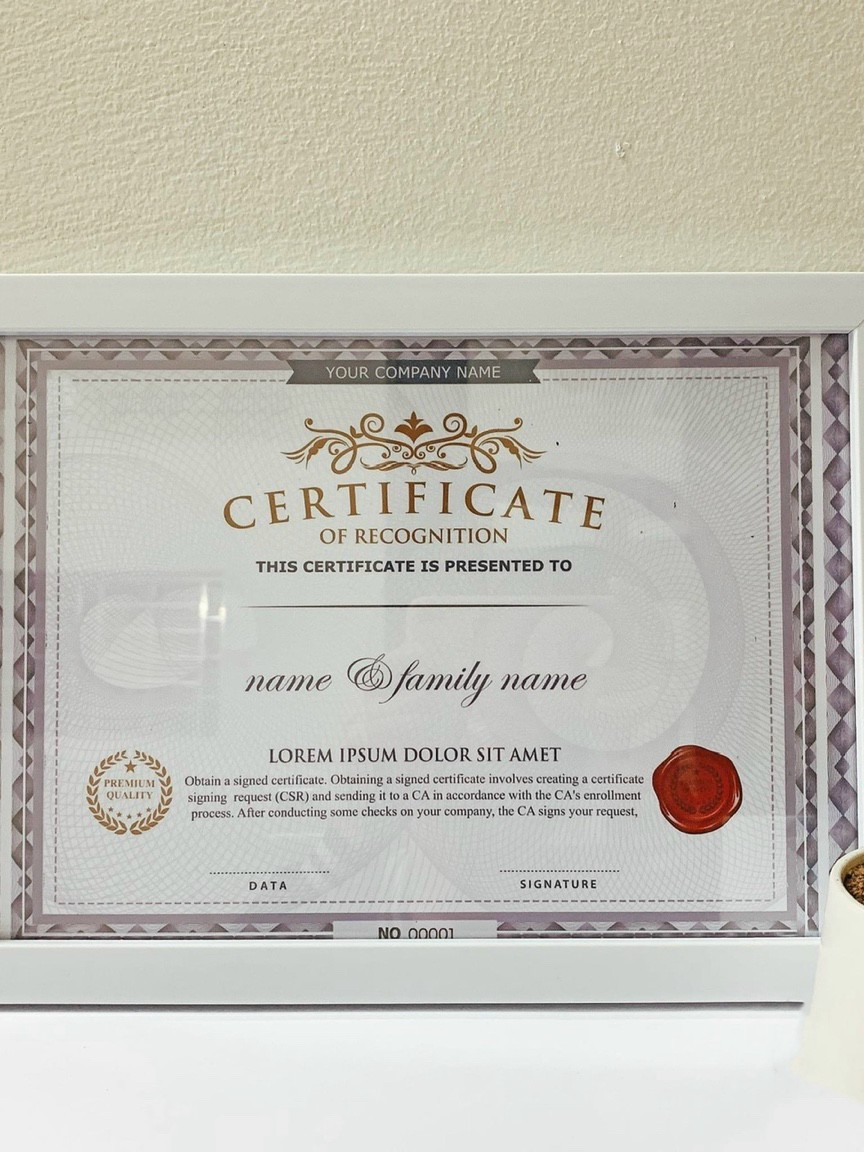 YOUR COMPANY NAME
CERTIFICATE
OF RECOGNITION
THIS CERTIFICATE IS PRESENTED TO
name & family name
LOREM IPSUM DOLOR SIT AMET
Obtain a signed certificate. Obtaining a signed certificate involves creating a certificate
signing request (CSR) and sending it to a CA in accordance with the CA's enrollment
process. After conducting some checks on your company, the CA signs your request,
PREMIUM
QUALITY
DATA
SIGNATURE
NO 00001